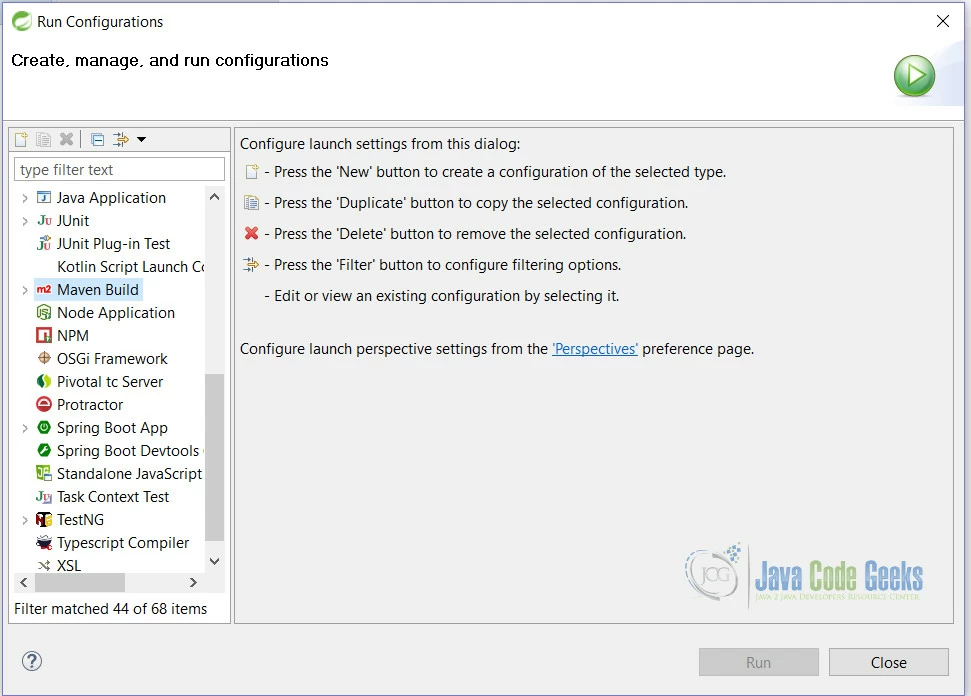 Run Configurations
Create, manage, and run configurations
type filter text
Java Application
JUnit
JUnit Plug-in Test
Kotlin Script Launch Cc
Maven Build
Node Application
NPM
OSGi Framework
Pivotal tc Server
Protractor
Spring Boot App
Spring Boot Devtools
Standalone JavaScript
Task Context Test
TestNG
Typescript Compiler
XSL
Filter matched 44 of 68 items
Configure launch settings from this dialog:
- Press the 'New' button to create a configuration of the selected type.
- Press the 'Duplicate' button to copy the selected configuration.
- Press the 'Delete' button to remove the selected configuration.
- Press the 'Filter' button to configure filtering options.
- Edit or view an existing configuration by selecting it.
Configure launch perspective settings from the 'Perspectives' preference page.
JCG
Java Code Geeks
JAVA 2 JAVA DEVELOPERS RESOURCE CENTER
Run
Close